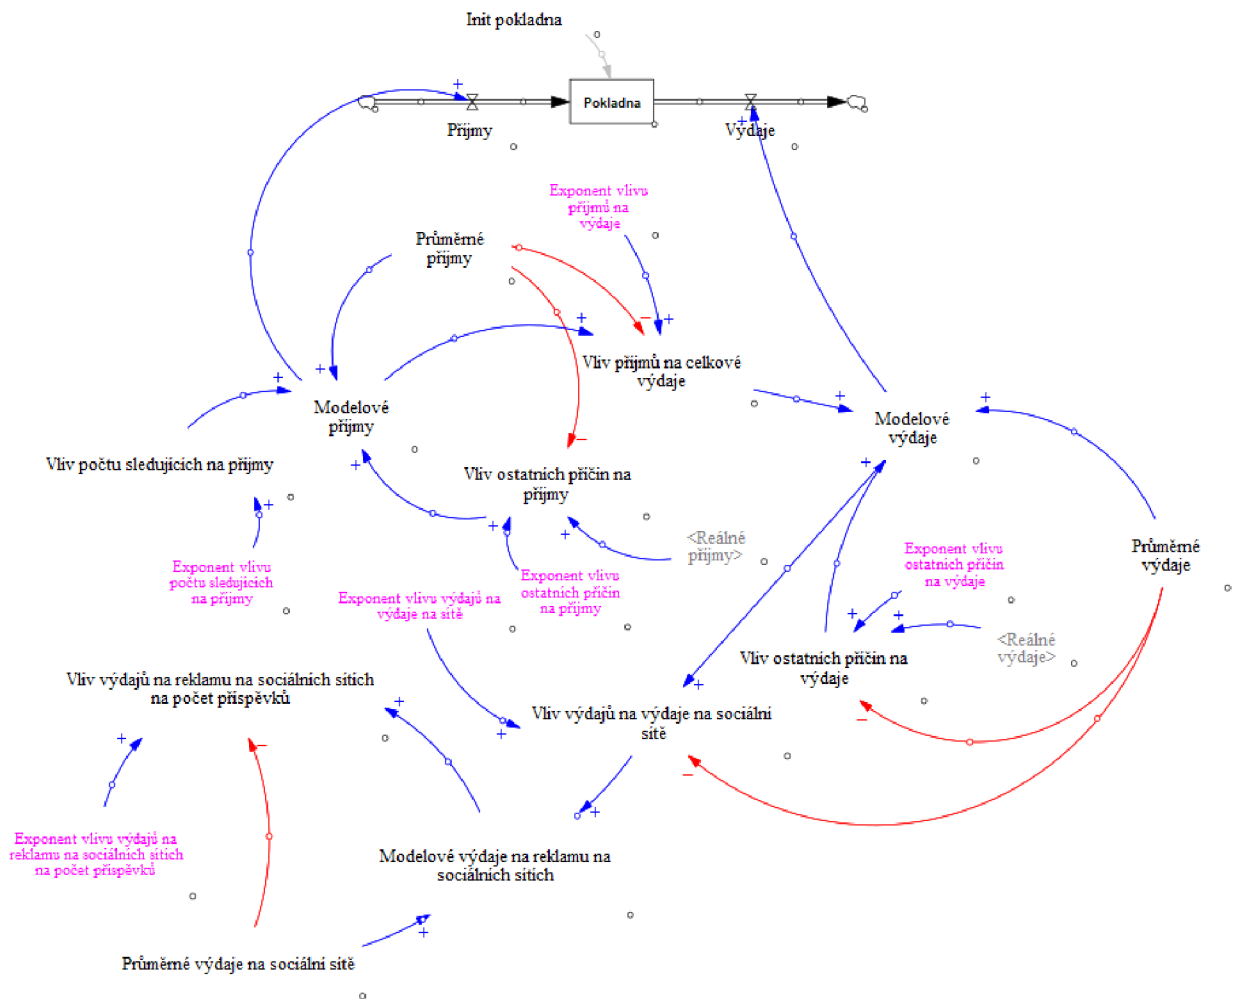 Init pokladna
+
Pokladna
Příjmy
+
Výdaje
Exponent vlivu
příjmů na
výdaje
Průměrné
příjmy
+
−
+
Vliv příjmů na celkové
výdaje
+
+
+
+
Modelové
příjmy
Modelové
výdaje
−
Vliv počtu sledujících na příjmy
+
Vliv ostatních příčin na
příjmy
+
+
+
+
<Reálné
příjmy>
Průměrné
výdaje
Exponent vlivu
počtu sledujících
na příjmy
Exponent vlivu
ostatních příčin
na příjmy
Exponent vlivu
ostatních příčin
na výdaje
Exponent vlivu výdajů na
výdaje na sítě
+
+
<Reálné
výdaje>
Vliv ostatních příčin na
výdaje
Vliv výdajů na reklamu na sociálních sítích
na počet příspěvků
+
+
−
Vliv výdajů na výdaje na sociální
sítě
+
+
−
−
+
Exponent vlivu výdajů na
reklamu na sociálních sítích
na počet příspěvků
Modelové výdaje na reklamu na
sociálních sítích
+
Průměrné výdaje na sociální sítě